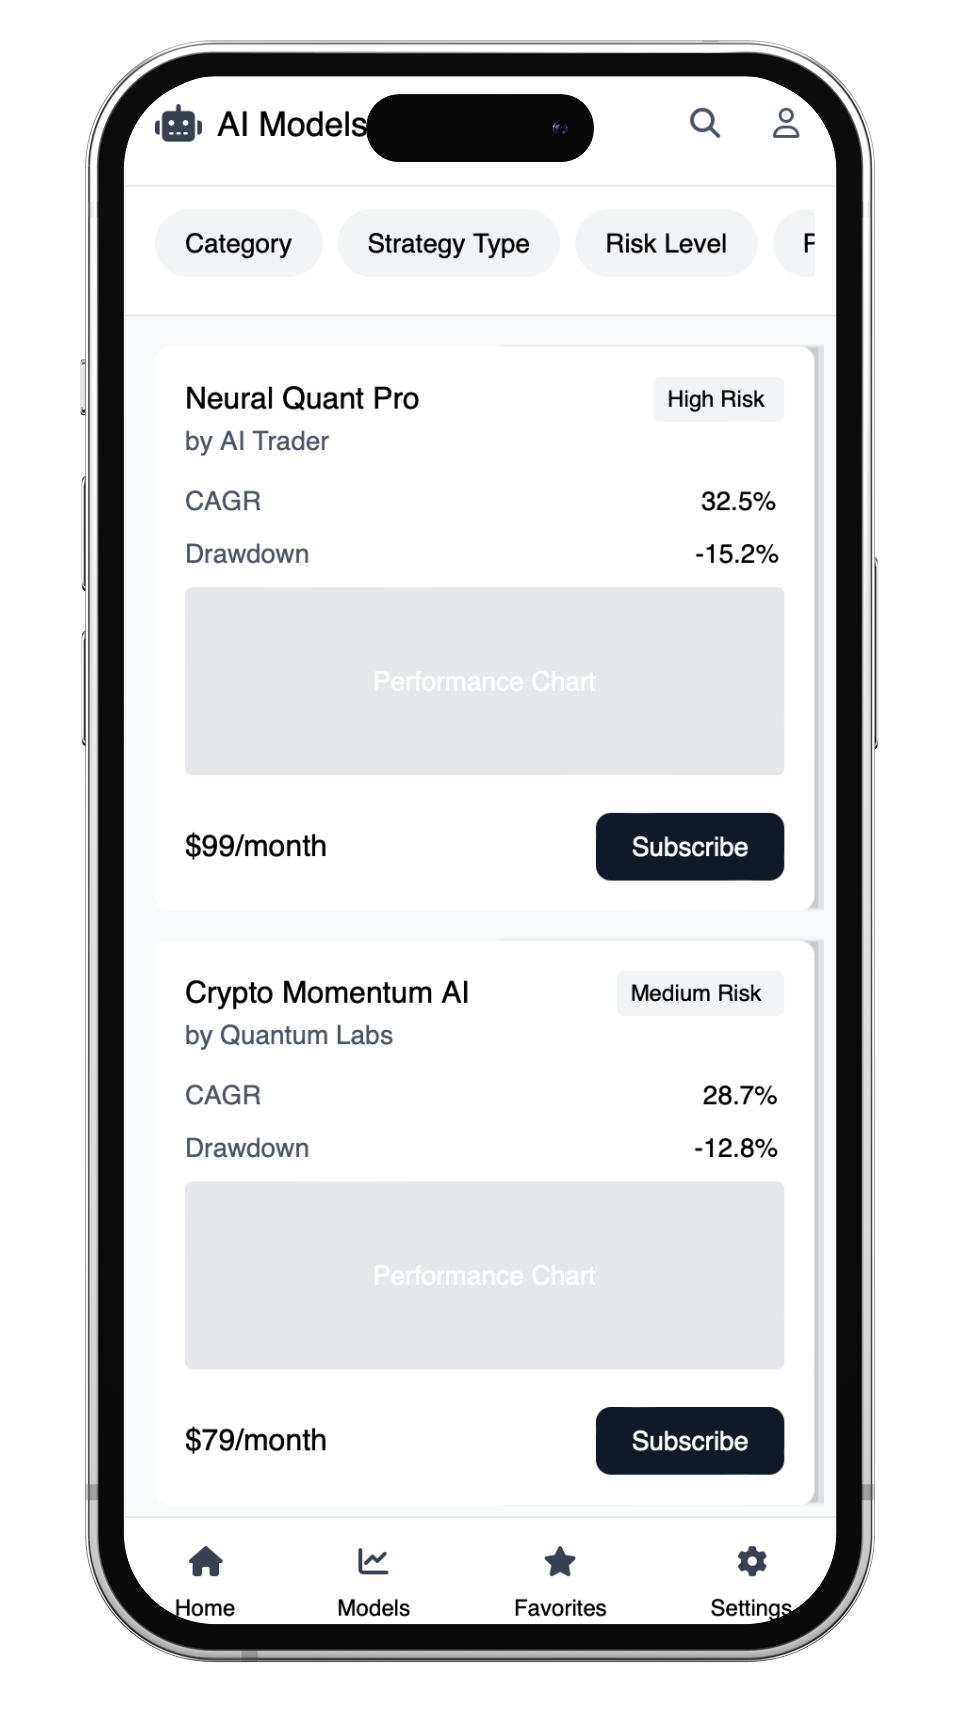 AI Models
Category Strategy Type Risk Level
Neural Quant Pro High Risk
by AI Trader
CAGR 32.5%
Drawdown -15.2%
Performance Chart
$99/month Subscribe
Crypto Momentum AI Medium Risk
by Quantum Labs
CAGR 28.7%
Drawdown -12.8%
Performance Chart
$79/month Subscribe
Home Models Favorites Settings